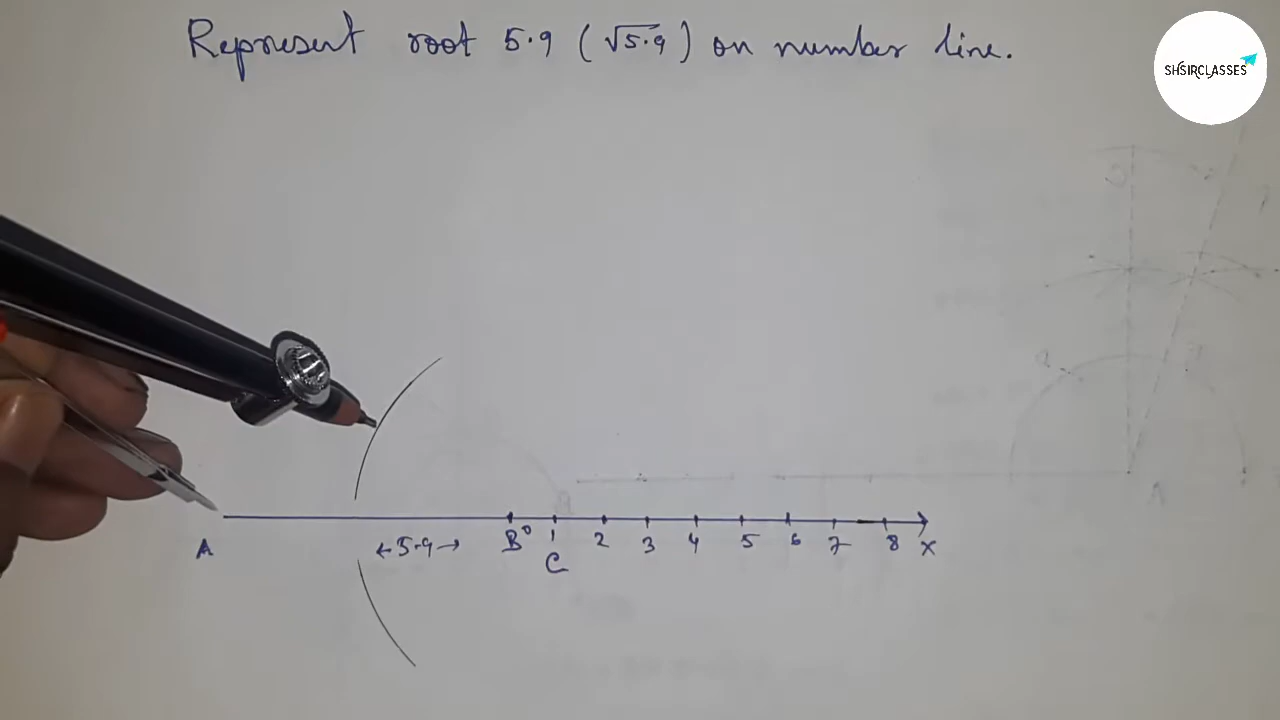 Represent root 5.9 (√5.9) on number line.
SHSIRCLASSES
A ←5.9→ B 0 1 2 3 4 5 6 7 8 X
C